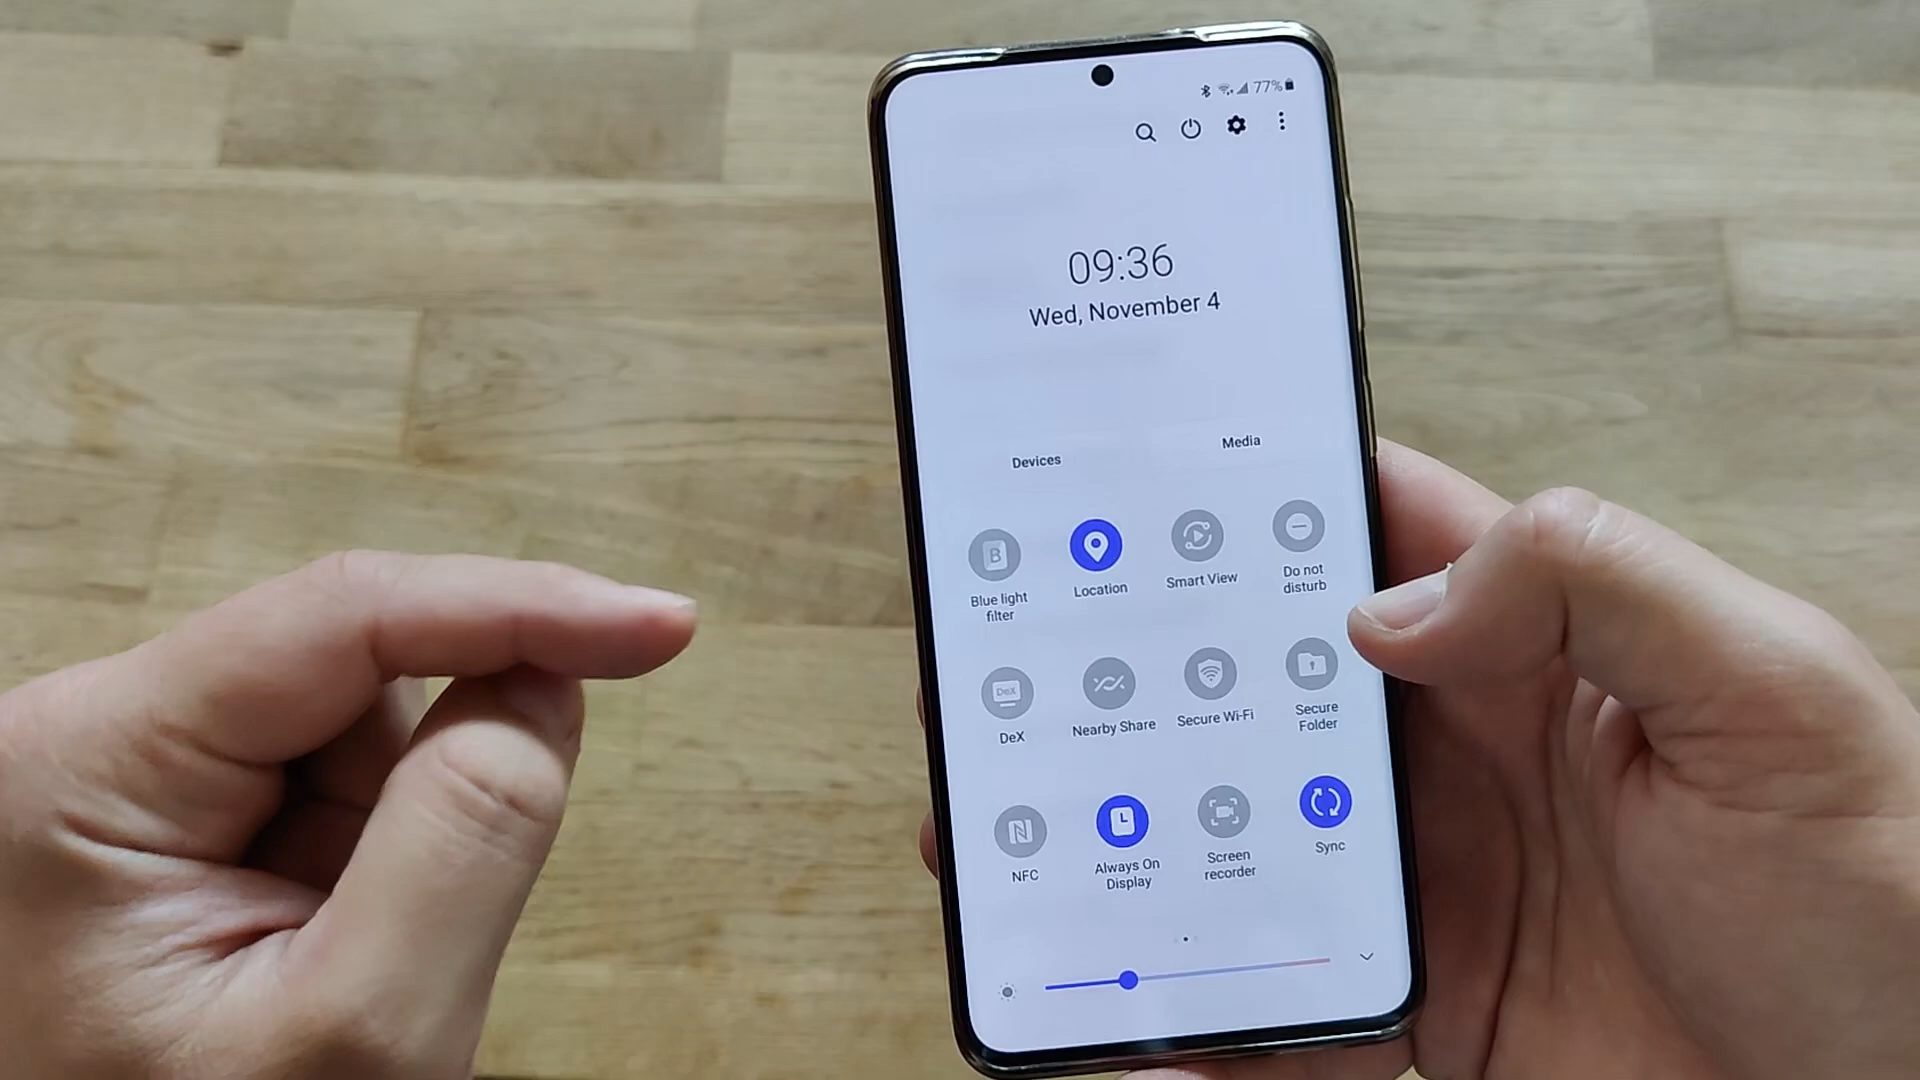 77%
09:36
Wed, November 4
Devices
Media
B
Blue light
filter
Location
Smart View
Do not
disturb
DeX
DeX
Nearby Share
Secure Wi-Fi
Secure
Folder
NFC
Always On
Display
Screen
recorder
Sync